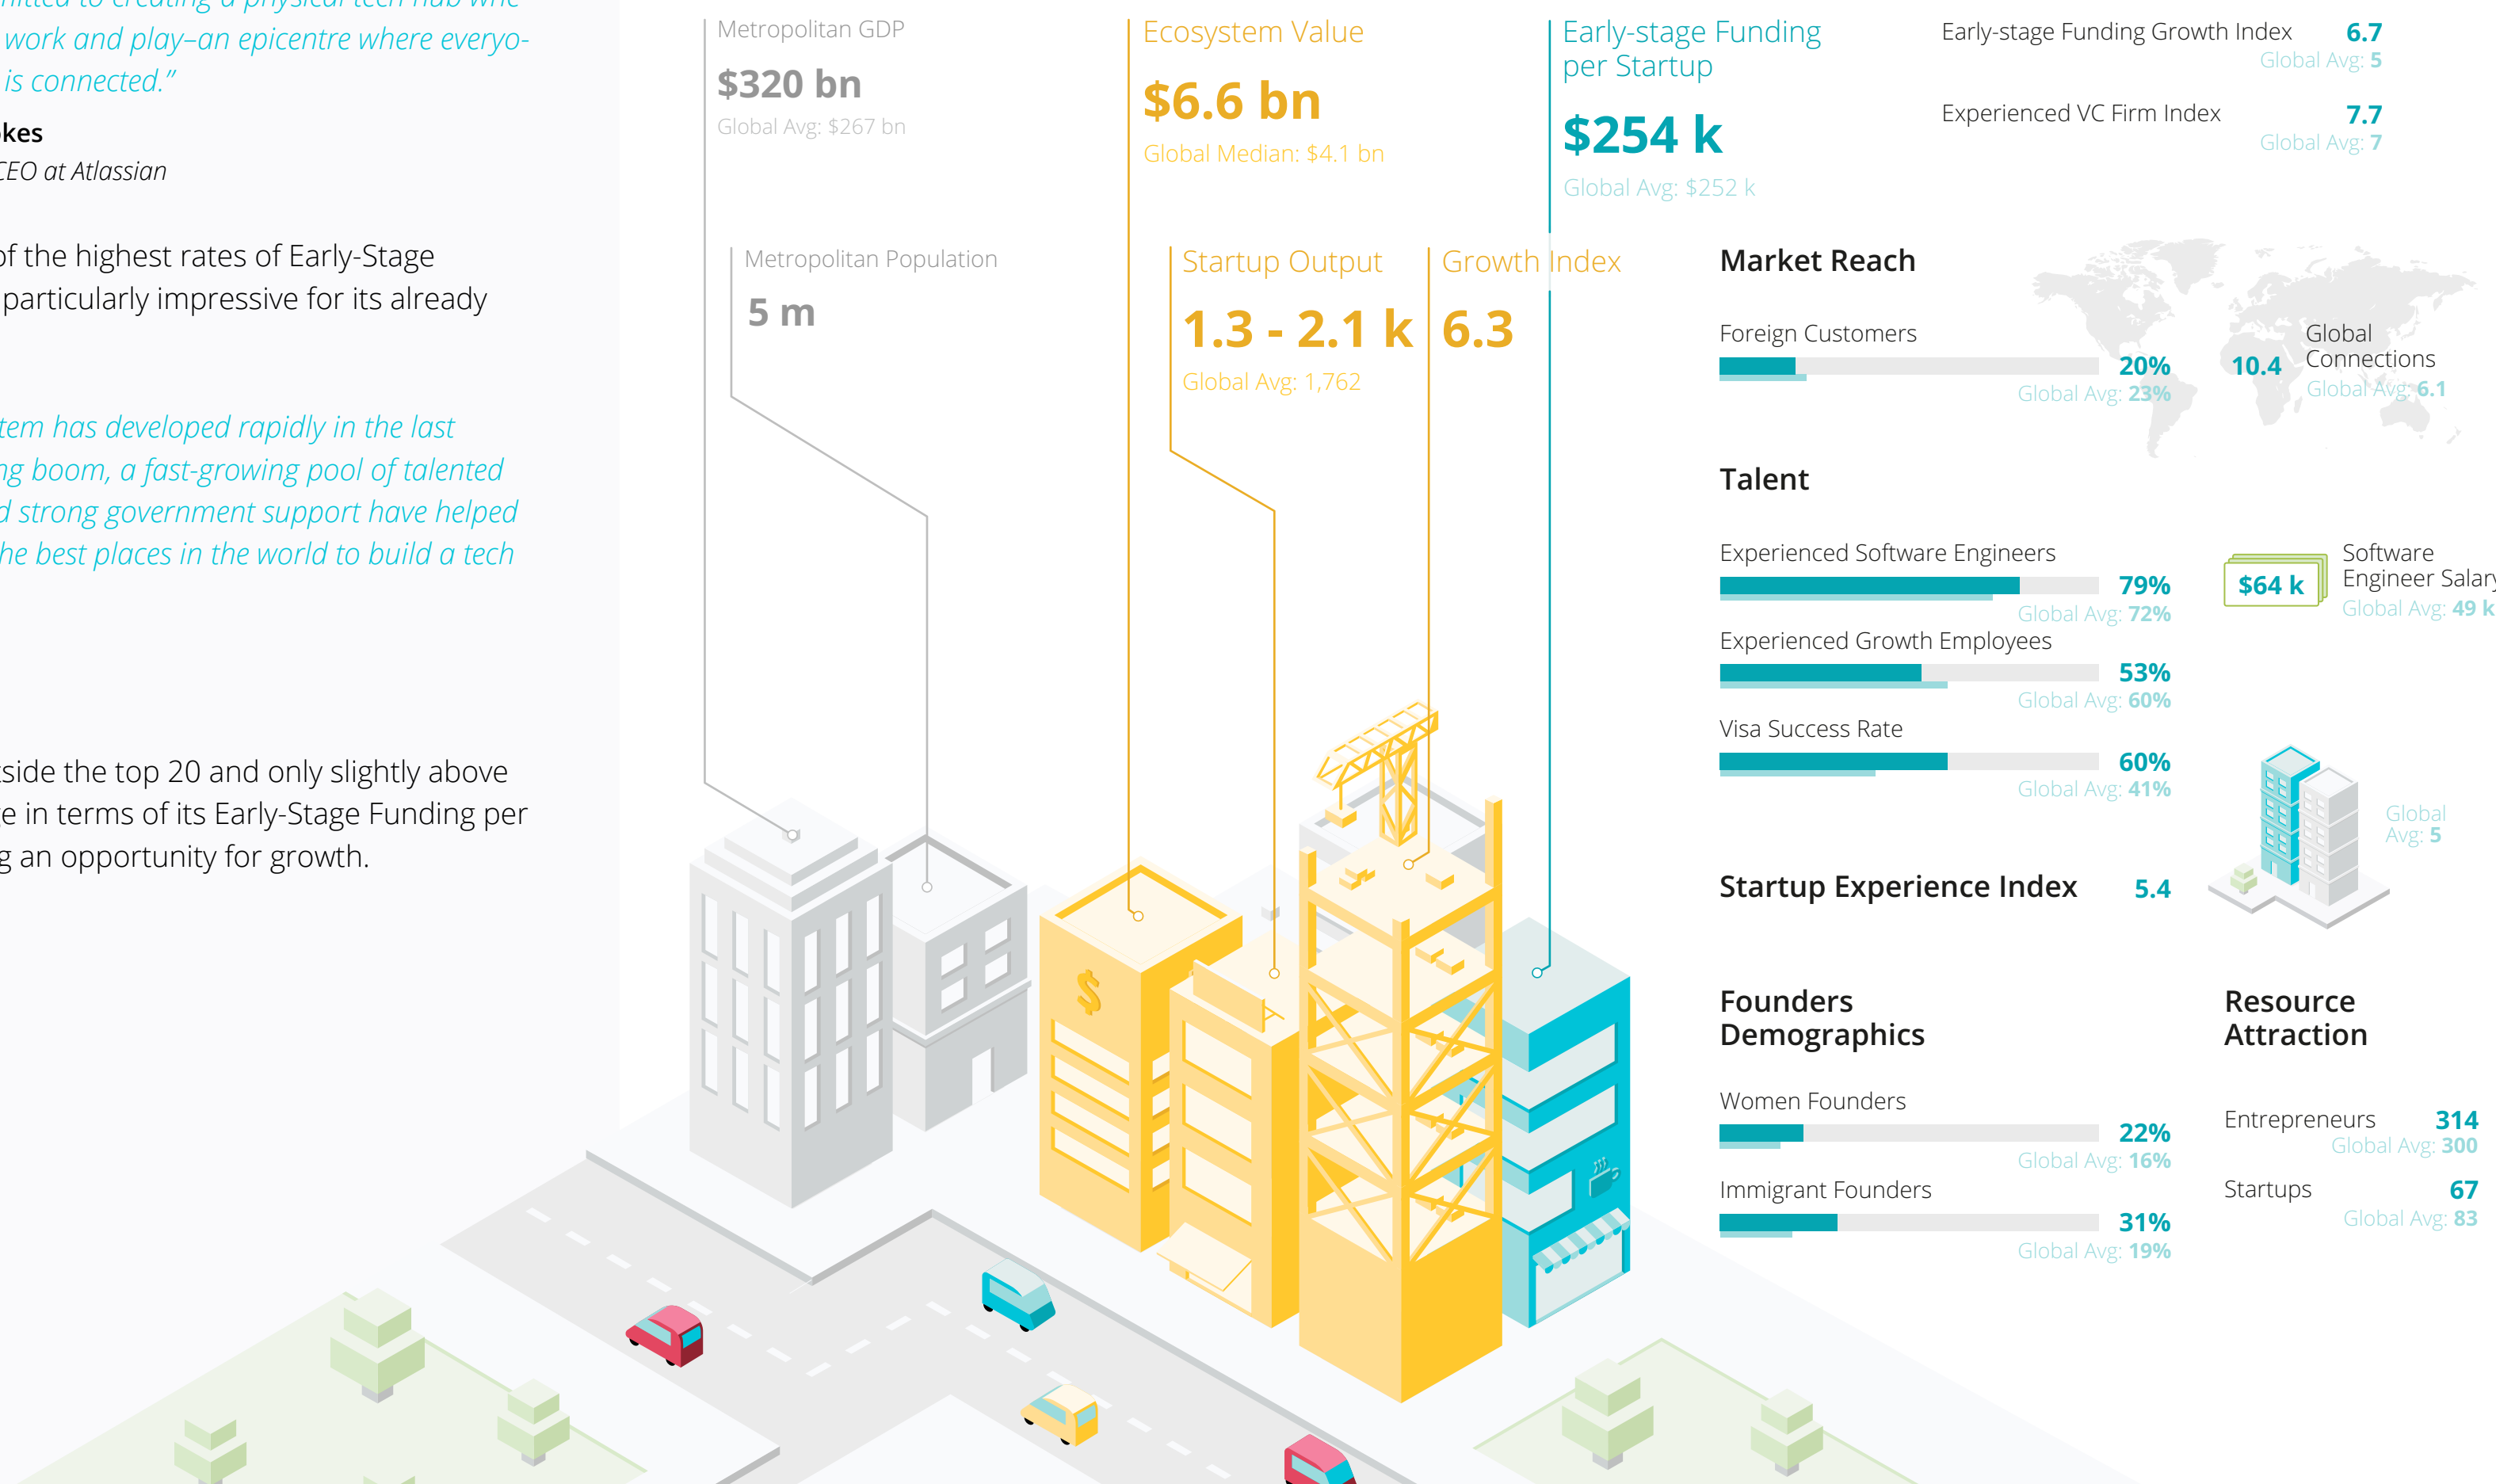 work and play–an epicentre where everyo-
is connected.”
CEO at Atlassian
of the highest rates of Early-Stage
particularly impressive for its already
has developed rapidly in the last
boom, a fast-growing pool of talented
strong government support have helped
the best places in the world to build a tech
the top 20 and only slightly above
in terms of its Early-Stage Funding per
an opportunity for growth.
Metropolitan GDP
$320 bn
Global Avg: $267 bn
Metropolitan Population
5 m
Ecosystem Value
$6.6 bn
Global Median: $4.1 bn
Startup Output
1.3 - 2.1 k
Global Avg: 1,762
Growth Index
6.3
Early-stage Funding
per Startup
$254 k
Global Avg: $252 k
Early-stage Funding Growth Index 6.7
Global Avg: 5
Experienced VC Firm Index 7.7
Global Avg: 7
Market Reach
Foreign Customers
20%
Global Avg: 23%
10.4
Global
Connections
Global Avg: 6.1
Talent
Experienced Software Engineers
79%
Global Avg: 72%
Experienced Growth Employees
53%
Global Avg: 60%
Visa Success Rate
60%
Global Avg: 41%
$64 k
Software
Engineer Salary
Global Avg: 49 k
Startup Experience Index 5.4
Global
Avg: 5
Founders
Demographics
Women Founders
22%
Global Avg: 16%
Immigrant Founders
31%
Global Avg: 19%
Resource
Attraction
Entrepreneurs 314
Global Avg: 300
Startups 67
Global Avg: 83
$